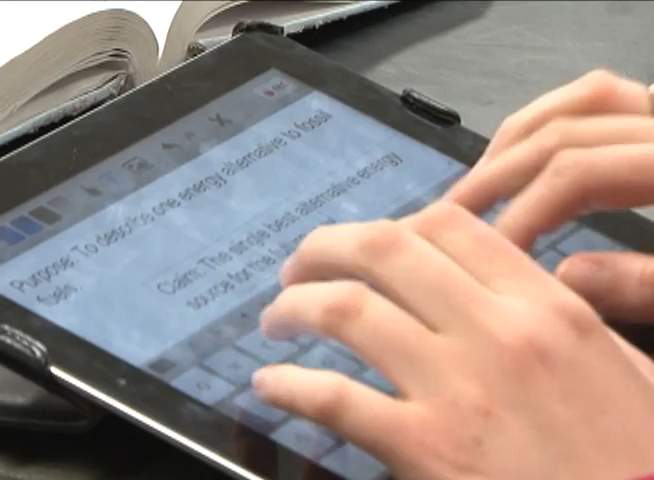 Purpose: To describe one energy alternative to fossil
fuels.
Claim: The single best alternative energy
source for the